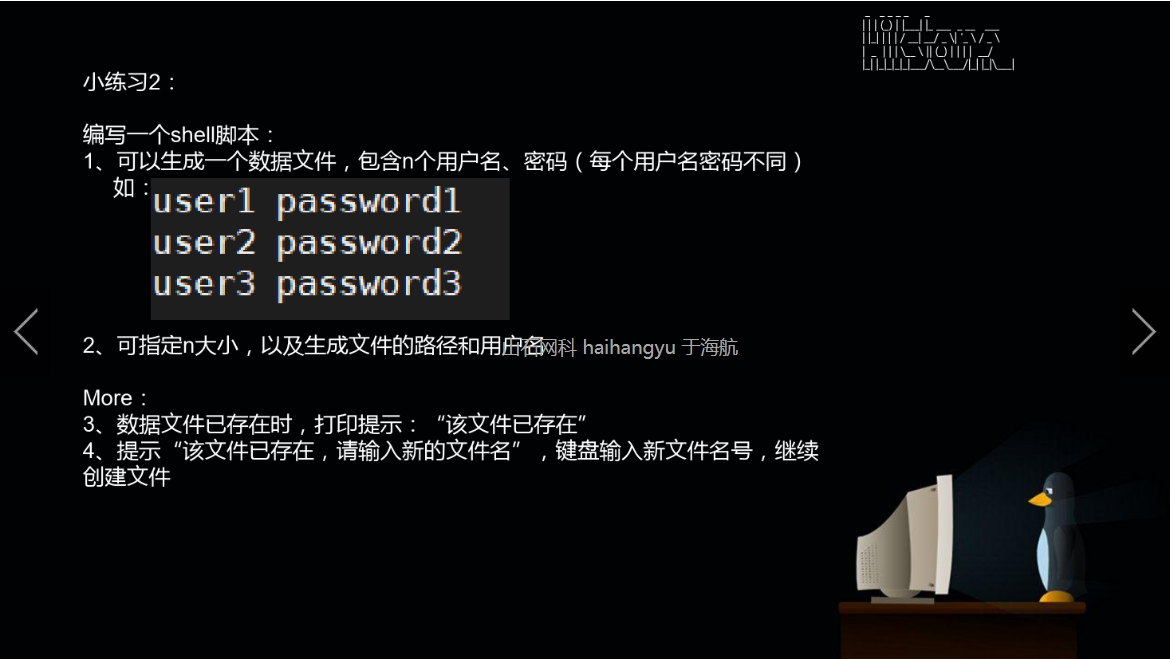 小练习2：
编写一个shell脚本：
1、可以生成一个数据文件，包含n个用户名、密码（每个用户名密码不同）
如：
user1 password1
user2 password2
user3 password3
2、可指定n大小，以及生成文件的路径和用户名
网科 haihangyu 于海航
More：
3、数据文件已存在时，打印提示：“该文件已存在”
4、提示“该文件已存在，请输入新的文件名”，键盘输入新文件名号，继续
创建文件